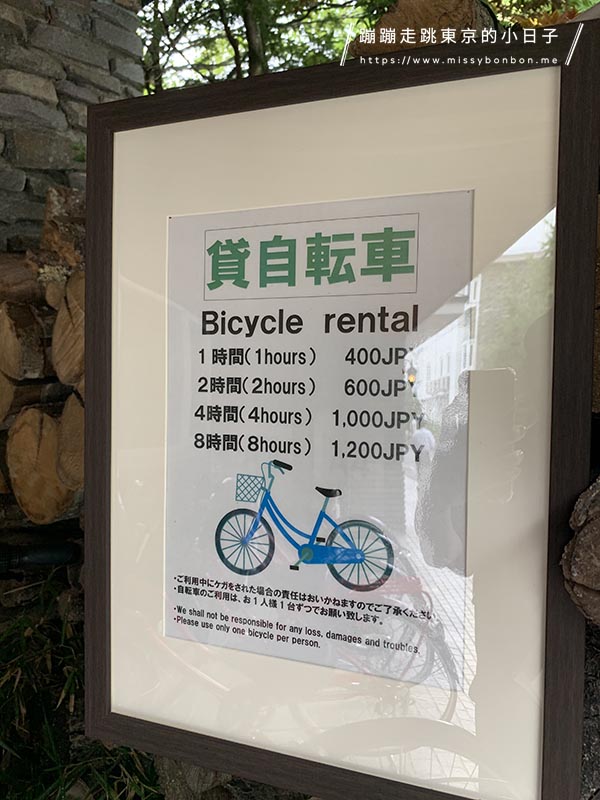 蹦蹦走跳東京的小日子
https://www.missybonbon.me
貸自転車
Bicycle rental
1時間(1hours) 400JPY
2時間(2hours) 600JPY
4時間(4hours) 1,000JPY
8時間(8hours) 1,200JPY
・ご利用中にケガをされた場合の責任はおいかねますのでご了承ください。
・自転車のご利用は、お1人様1台ずつでお願い致します。
・We shall not be responsible for any loss, damages and troubles.
・Please use only one bicycle per person.